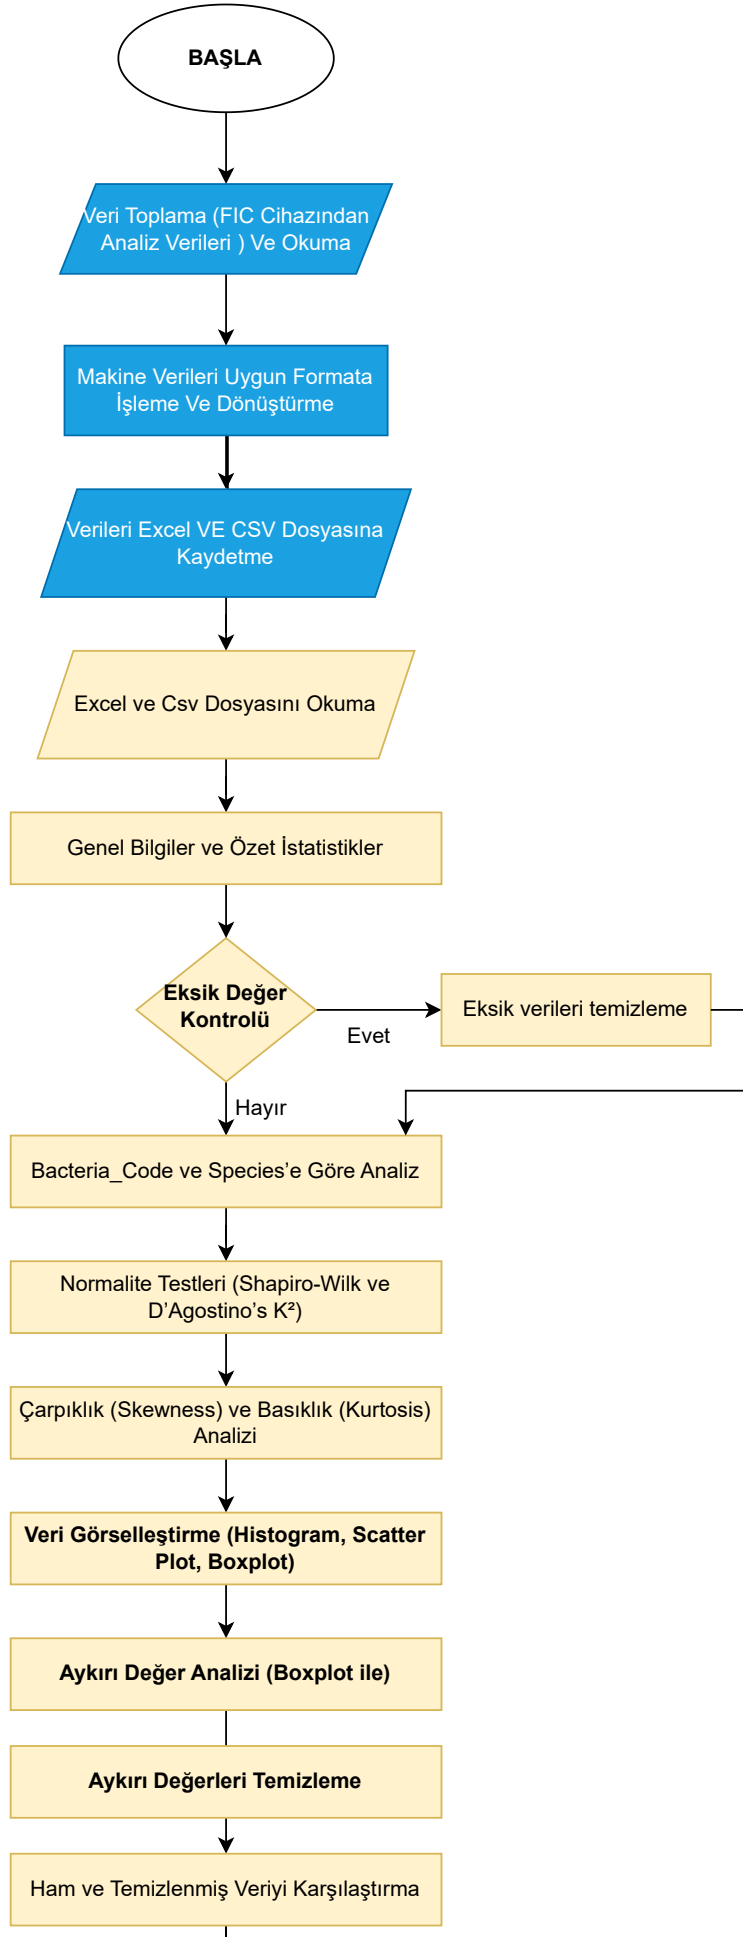 BAŞLA
Veri Toplama (FIC Cihazından
Analiz Verileri ) Ve Okuma
Makine Verileri Uygun Formata
İşleme Ve Dönüştürme
Verileri Excel VE CSV Dosyasına
Kaydetme
Excel ve Csv Dosyasını Okuma
Genel Bilgiler ve Özet İstatistikler
Eksik Değer
Kontrolü
Evet
Eksik verileri temizleme
Hayır
Bacteria_Code ve Species’e Göre Analiz
Normalite Testleri (Shapiro-Wilk ve
D’Agostino’s K²)
Çarpıklık (Skewness) ve Basıklık (Kurtosis)
Analizi
Veri Görselleştirme (Histogram, Scatter
Plot, Boxplot)
Aykırı Değer Analizi (Boxplot ile)
Aykırı Değerleri Temizleme
Ham ve Temizlenmiş Veriyi Karşılaştırma